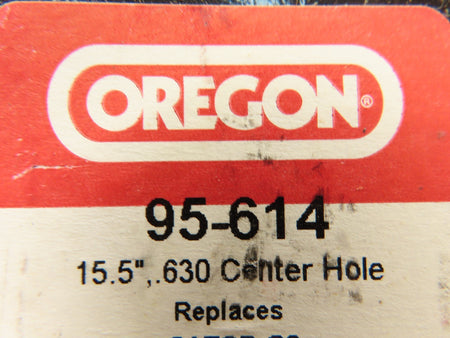 OREGON®
95-614
15.5",.630 Center Hole
Replaces